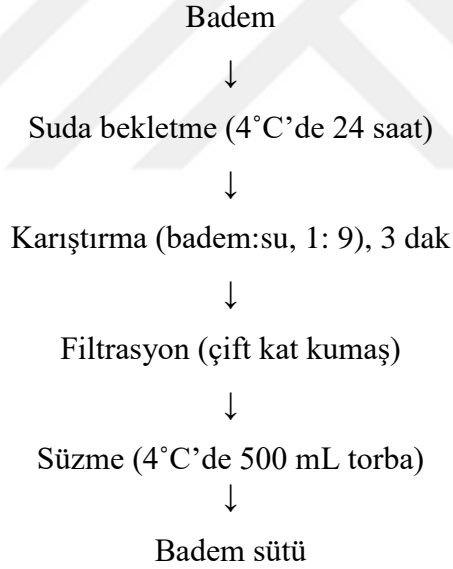 Badem
↓
Suda bekletme (4˚C’de 24 saat)
↓
Karıştırma (badem:su, 1: 9), 3 dak
↓
Filtrasyon (çift kat kumaş)
↓
Süzme (4˚C’de 500 mL torba)
↓
Badem sütü